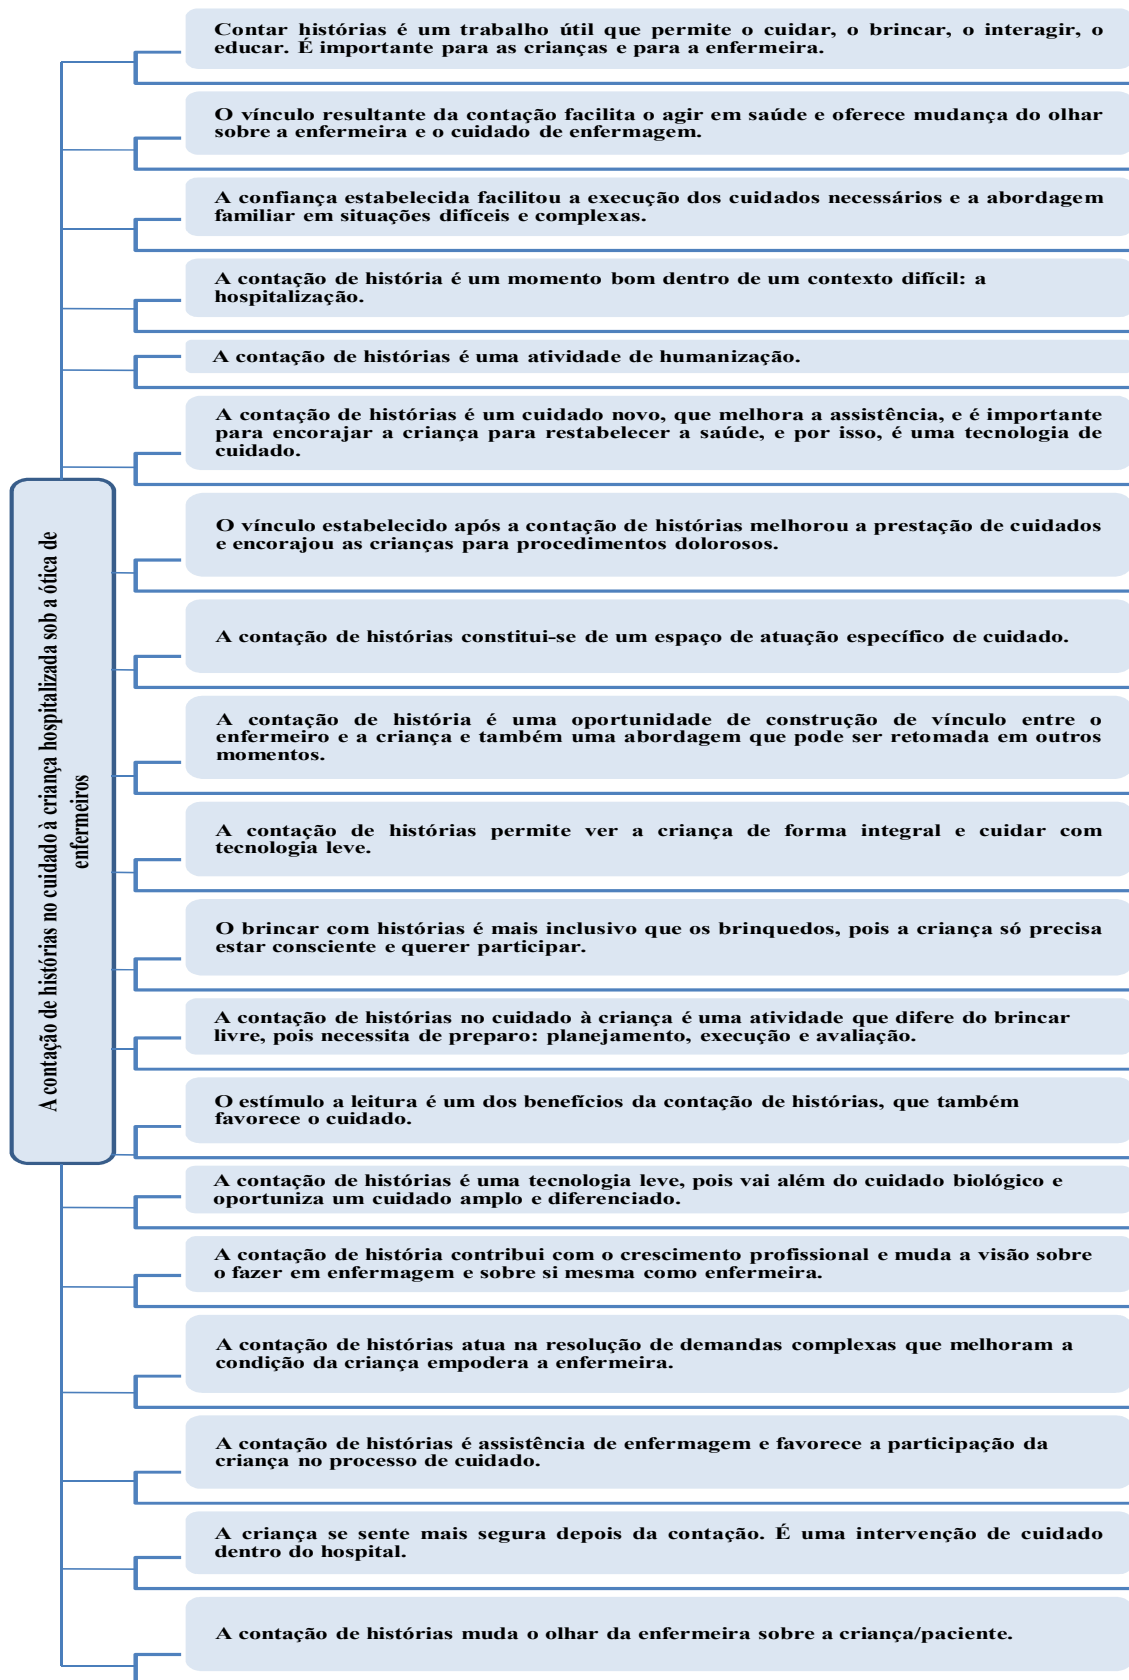 Contar histórias é um trabalho útil que permite o cuidar, o brincar, o interagir, o
educar. É importante para as crianças e para a enfermeira.
O vínculo resultante da contação facilita o agir em saúde e oferece mudança do olhar
sobre a enfermeira e o cuidado de enfermagem.
A confiança estabelecida facilitou a execução dos cuidados necessários e a abordagem
familiar em situações difíceis e complexas.
A contação de história é um momento bom dentro de um contexto difícil: a
hospitalização.
A contação de histórias é uma atividade de humanização.
A contação de histórias é um cuidado novo, que melhora a assistência, e é importante
para encorajar a criança para restabelecer a saúde, e por isso, é uma tecnologia de
cuidado.
A contação de histórias no cuidado à criança hospitalizada sob a ótica de
enfermeiros
O vínculo estabelecido após a contação de histórias melhorou a prestação de cuidados
e encorajou as crianças para procedimentos dolorosos.
A contação de histórias constitui-se de um espaço de atuação específico de cuidado.
A contação de história é uma oportunidade de construção de vínculo entre o
enfermeiro e a criança e também uma abordagem que pode ser retomada em outros
momentos.
A contação de histórias permite ver a criança de forma integral e cuidar com
tecnologia leve.
O brincar com histórias é mais inclusivo que os brinquedos, pois a criança só precisa
estar consciente e querer participar.
A contação de histórias no cuidado à criança é uma atividade que difere do brincar
livre, pois necessita de preparo: planejamento, execução e avaliação.
O estímulo a leitura é um dos benefícios da contação de histórias, que também
favorece o cuidado.
A contação de histórias é uma tecnologia leve, pois vai além do cuidado biológico e
oportuniza um cuidado amplo e diferenciado.
A contação de história contribui com o crescimento profissional e muda a visão sobre
o fazer em enfermagem e sobre si mesma como enfermeira.
A contação de histórias atua na resolução de demandas complexas que melhoram a
condição da criança empodera a enfermeira.
A contação de histórias é assistência de enfermagem e favorece a participação da
criança no processo de cuidado.
A criança se sente mais segura depois da contação. É uma intervenção de cuidado
dentro do hospital.
A contação de histórias muda o olhar da enfermeira sobre a criança/paciente.